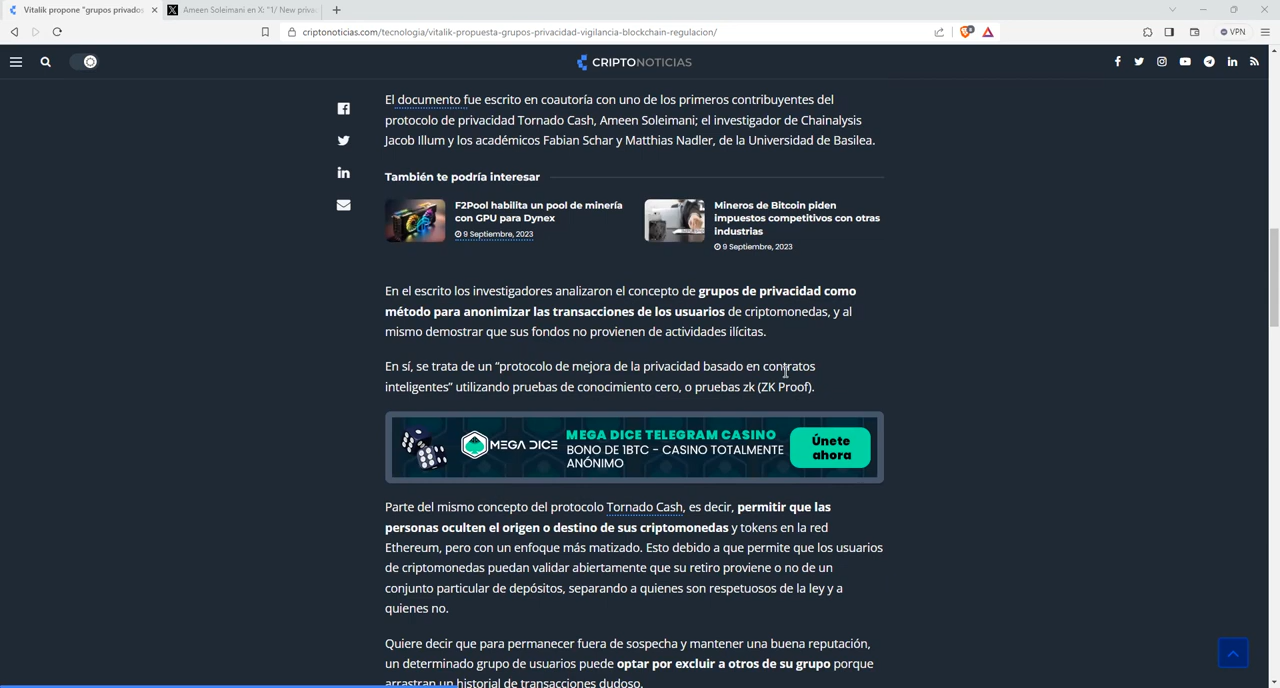 Vitalik propone "grupos privados
Ameen Soleimani en X: "1/ New priva
criptonoticias.com/tecnologia/vitalik-propuesta-grupos-privacidad-vigilancia-blockchain-regulacion/
VPN
CRIPTONOTICIAS
El documento fue escrito en coautoría con uno de los primeros contribuyentes del
protocolo de privacidad Tornado Cash, Ameen Soleimani; el investigador de Chainalysis
Jacob Illum y los académicos Fabian Schar y Matthias Nadler, de la Universidad de Basilea.
También te podría interesar
F2Pool habilita un pool de minería
con GPU para Dynex
9 Septiembre, 2023
Mineros de Bitcoin piden
impuestos competitivos con otras
industrias
9 Septiembre, 2023
En el escrito los investigadores analizaron el concepto de grupos de privacidad como
método para anonimizar las transacciones de los usuarios de criptomonedas, y al
mismo demostrar que sus fondos no provienen de actividades ilícitas.
En sí, se trata de un “protocolo de mejora de la privacidad basado en contratos
inteligentes” utilizando pruebas de conocimiento cero, o pruebas zk (ZK Proof).
MEGA DICE
MEGA DICE TELEGRAM CASINO
BONO DE 1BTC - CASINO TOTALMENTE
ANÓNIMO
Únete
ahora
Parte del mismo concepto del protocolo Tornado Cash, es decir, permitir que las
personas oculten el origen o destino de sus criptomonedas y tokens en la red
Ethereum, pero con un enfoque más matizado. Esto debido a que permite que los usuarios
de criptomonedas puedan validar abiertamente que su retiro proviene o no de un
conjunto particular de depósitos, separando a quienes son respetuosos de la ley y a
quienes no.
Quiere decir que para permanecer fuera de sospecha y mantener una buena reputación,
un determinado grupo de usuarios puede optar por excluir a otros de su grupo porque
arrastran un historial de transacciones dudoso.